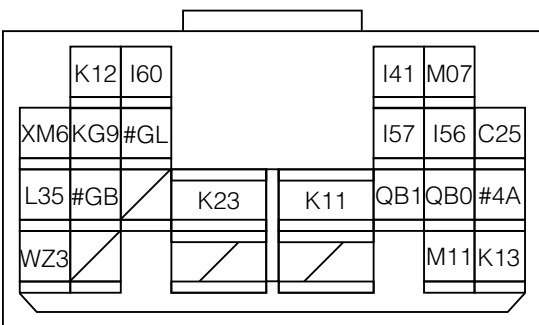 K12 I60 I41 M07
XM6 KG9 #GL I57 I56 C25
L35 #GB K23 K11 QB1 QB0 #4A
WZ3 M11 K13